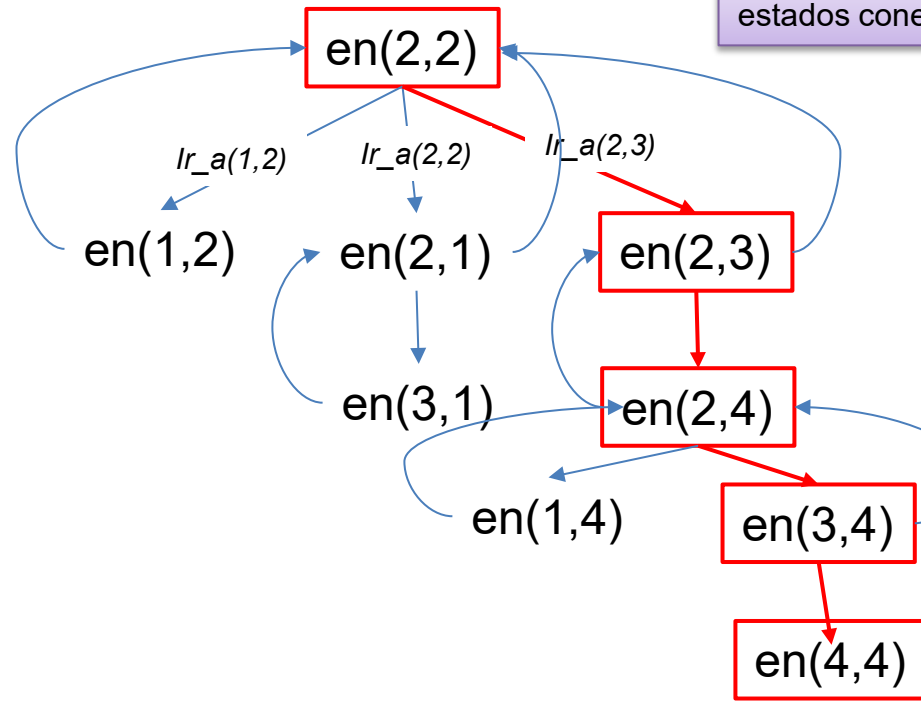 estados
en(2,2)
Ir_a(1,2)
Ir_a(2,2)
Ir_a(2,3)
en(1,2)
en(2,1)
en(2,3)
en(3,1)
en(2,4)
en(1,4)
en(3,4)
en(4,4)